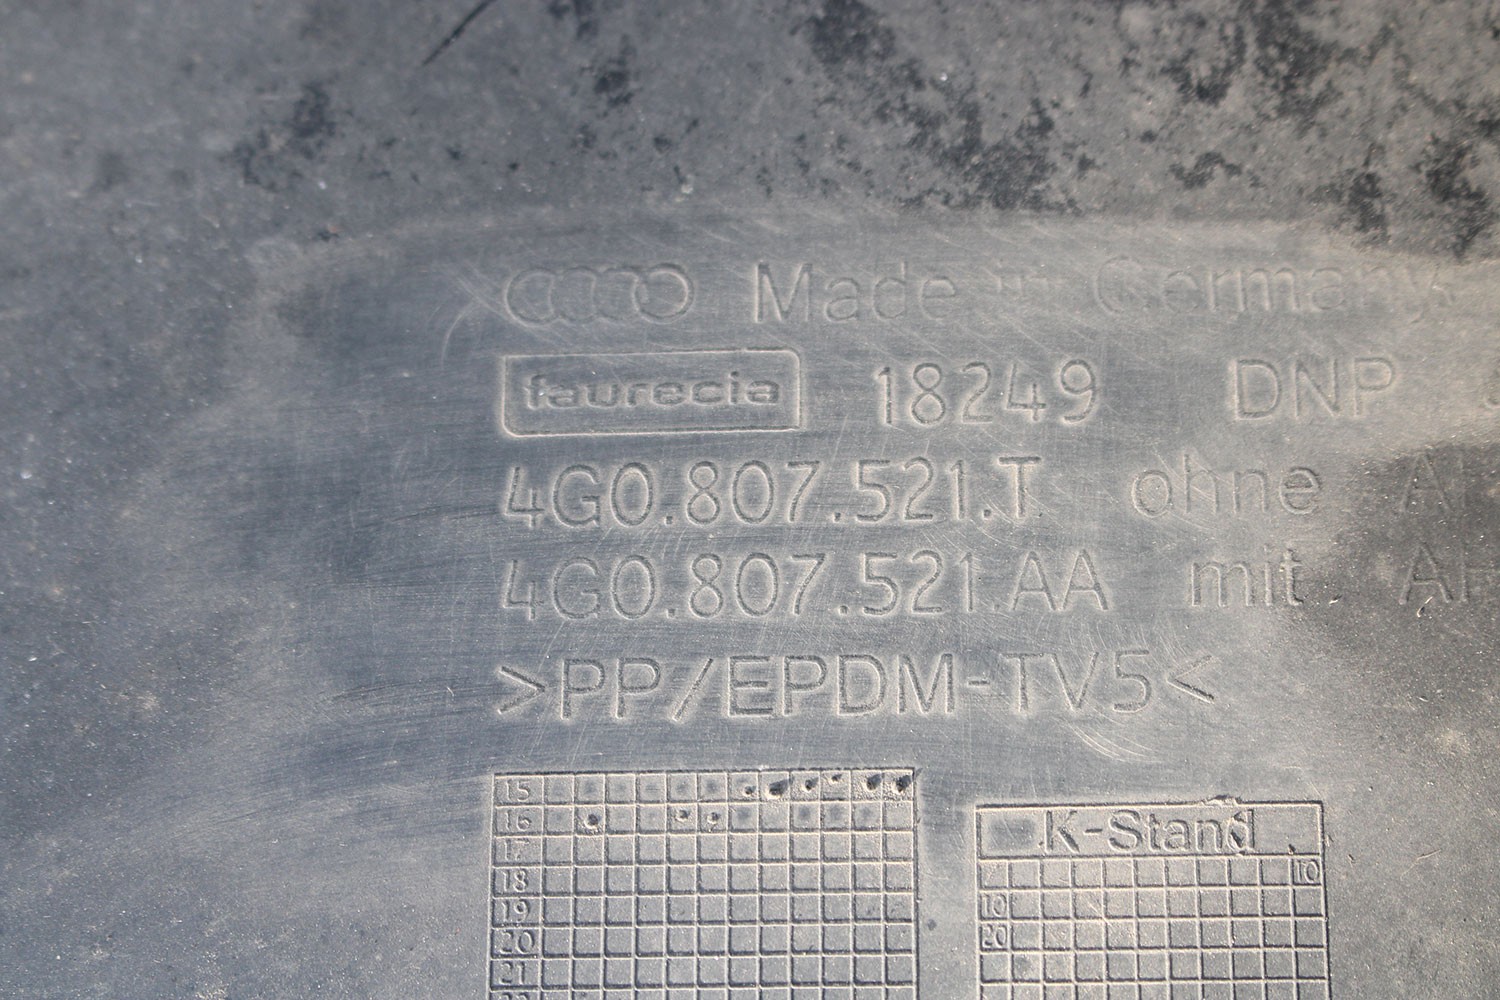 Made in Germany
faurecia 18249 DNP
4G0.807.521.T ohne
4G0.807.521.AA mit
>PP/EPDM-TV5<
15
16
17
18
19
20
21
K-Stand
10
10
20